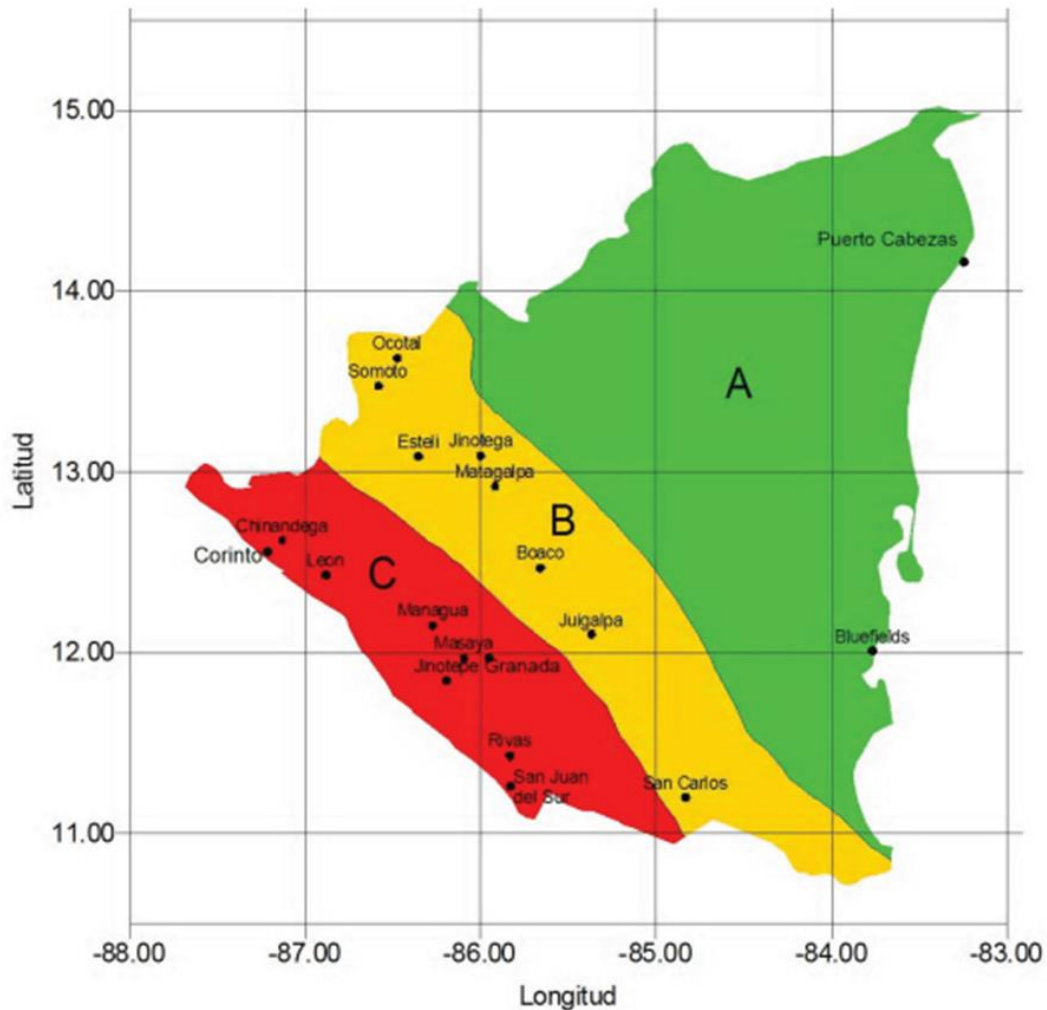 15.00
Puerto Cabezas
14.00
Ocotal
Somoto
A
Esteli Jinotega
13.00
Matagalpa
B
Chinandega
Boaco
Corinto
Leon
C
Managua
Juigalpa
Bluefields
Masaya
12.00
Jinotepe Granada
Rivas
San Juan
del Sur
San Carlos
11.00
Latitud
-88.00 -87.00 -86.00 -85.00 -84.00 -83.00
Longitud